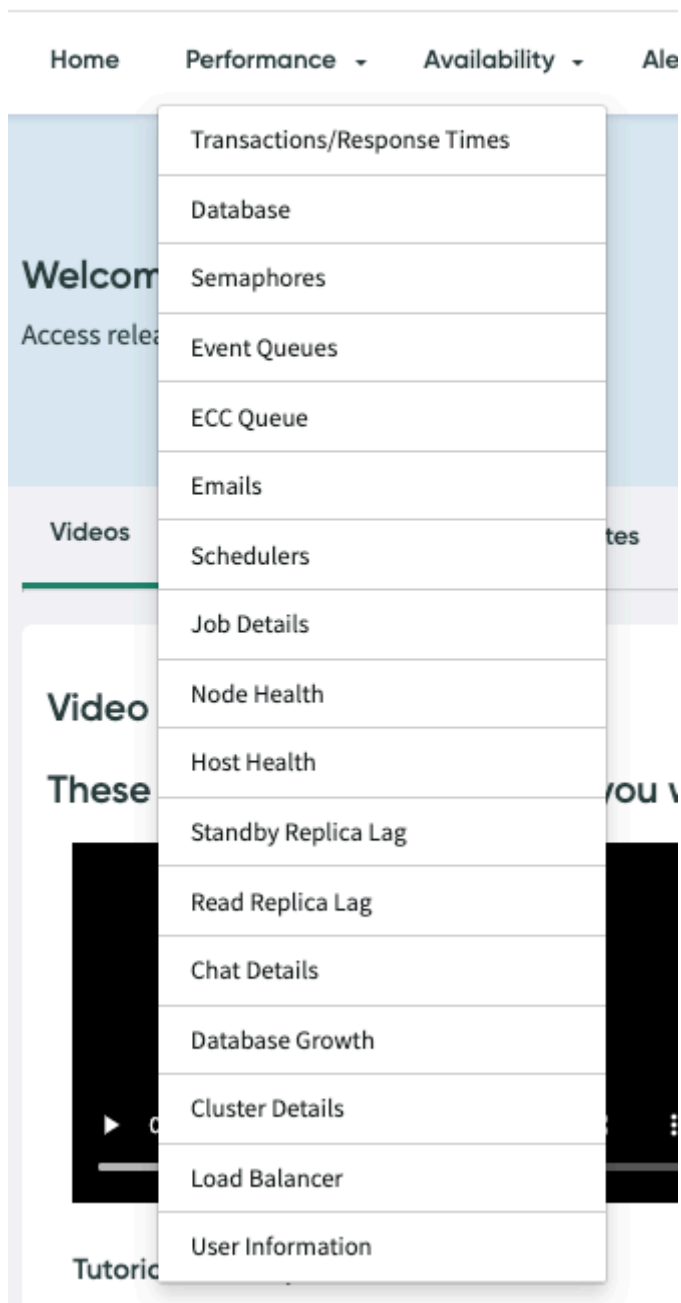 Home Performance Availability Ale
Transactions/Response Times
Database
Semaphores
Welcom
Event Queues
Access relea
ECC Queue
Emails
Videos
tes
Schedulers
Job Details
Node Health
Video
Host Health
These
you v
Standby Replica Lag
Read Replica Lag
Chat Details
Database Growth
Cluster Details
Load Balancer
User Information
Tutoric